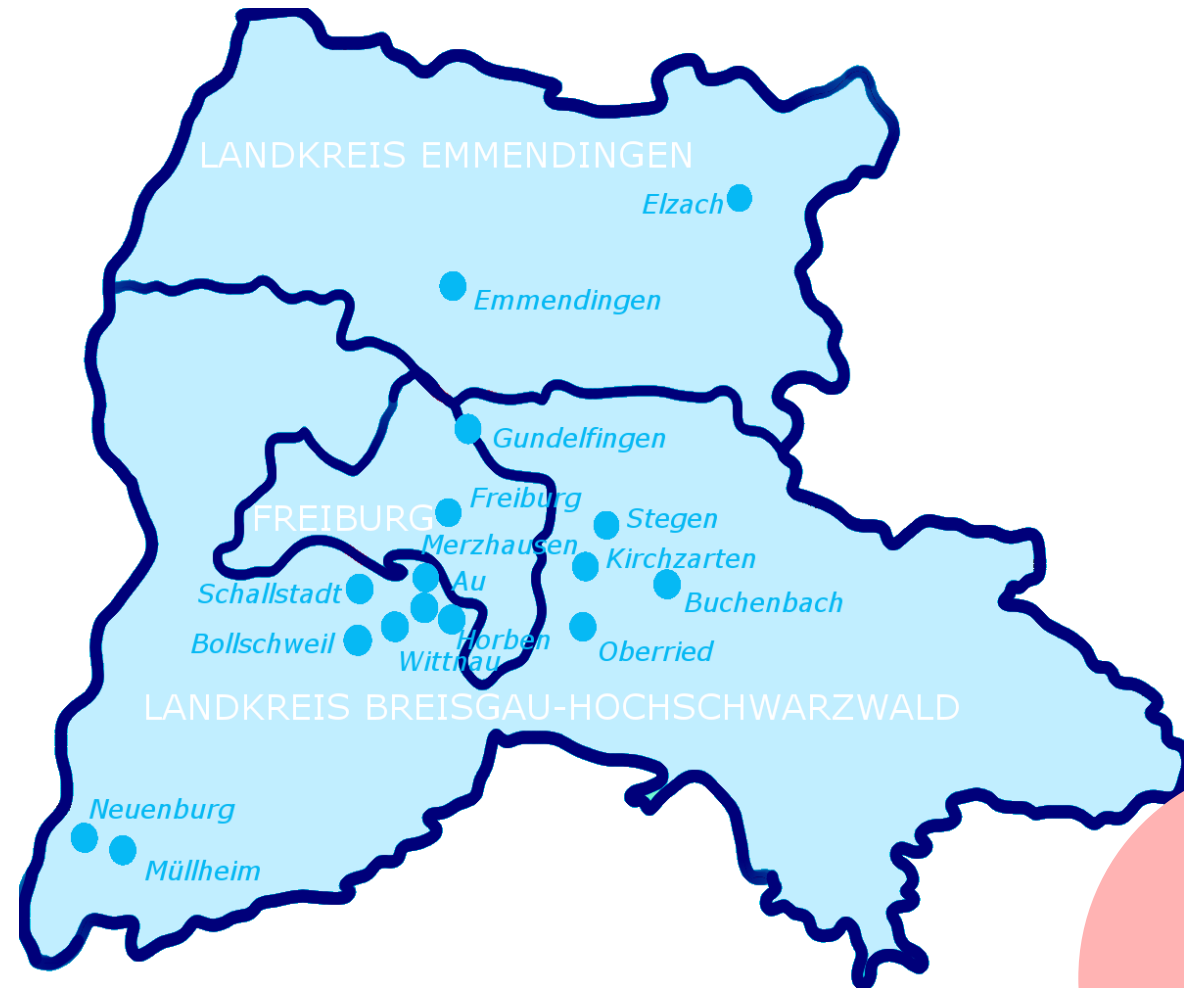 LANDKREIS EMMENDINGEN
Elzach
Emmendingen
Gundelfingen
Freiburg
FREIBURG
Stegen
Merzhausen
Kirchzarten
Au
Schallstadt
Buchenbach
Horben
Bollschweil
Oberried
Wittnau
LANDKREIS BREISGAU-HOCHSCHWARZWALD
Neuenburg
Müllheim